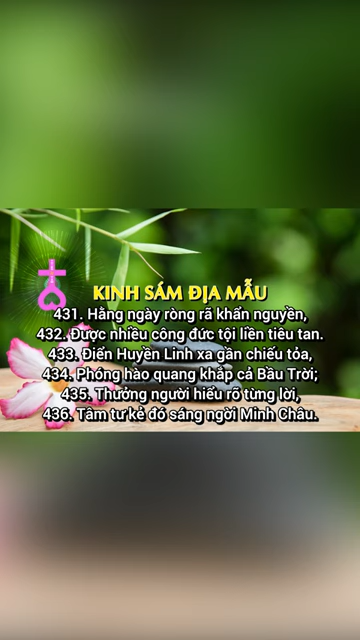 KINH SÁM ĐỊA MẪU
431. Hằng ngày ròng rã khẩn nguyền,
432. Được nhiều công đức tội liền tiêu tan.
433. Điển Huyền Linh xa gần chiếu tỏa,
434. Phóng hào quang khắp cả Bầu Trời;
435. Thưởng người hiểu rõ từng lời,
436. Tâm tư kẻ đó sáng ngời Minh Châu.